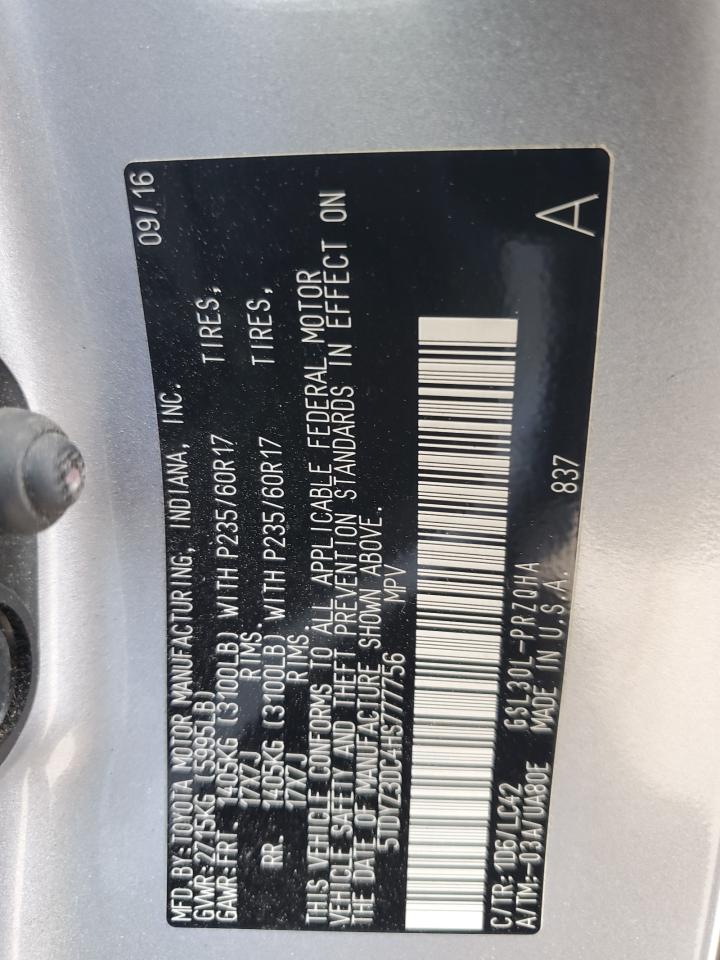 MFD.BY:TOYOTA MOTOR MANUFACTURING, INDIANA, INC. 09/16
GVWR:2715KG (5995LB)
GAWR:FRT. 1405KG (3100LB) WITH P235/60R17 TIRES,
17X7J RIMS.
RR. 1405KG (3100LB) WITH P235/60R17 TIRES,
17X7J RIMS
THIS VEHICLE CONFORMS TO ALL APPLICABLE FEDERAL MOTOR
VEHICLE SAFETY AND THEFT PREVENTION STANDARDS IN EFFECT ON
THE DATE OF MANUFACTURE SHOWN ABOVE.
5TDYZ3DC4HS777756 MPV
C/TR:1D6/LC42 GSL30L-PRZQHA 837 A
A/TM:-03A/UA80E MADE IN U.S.A.